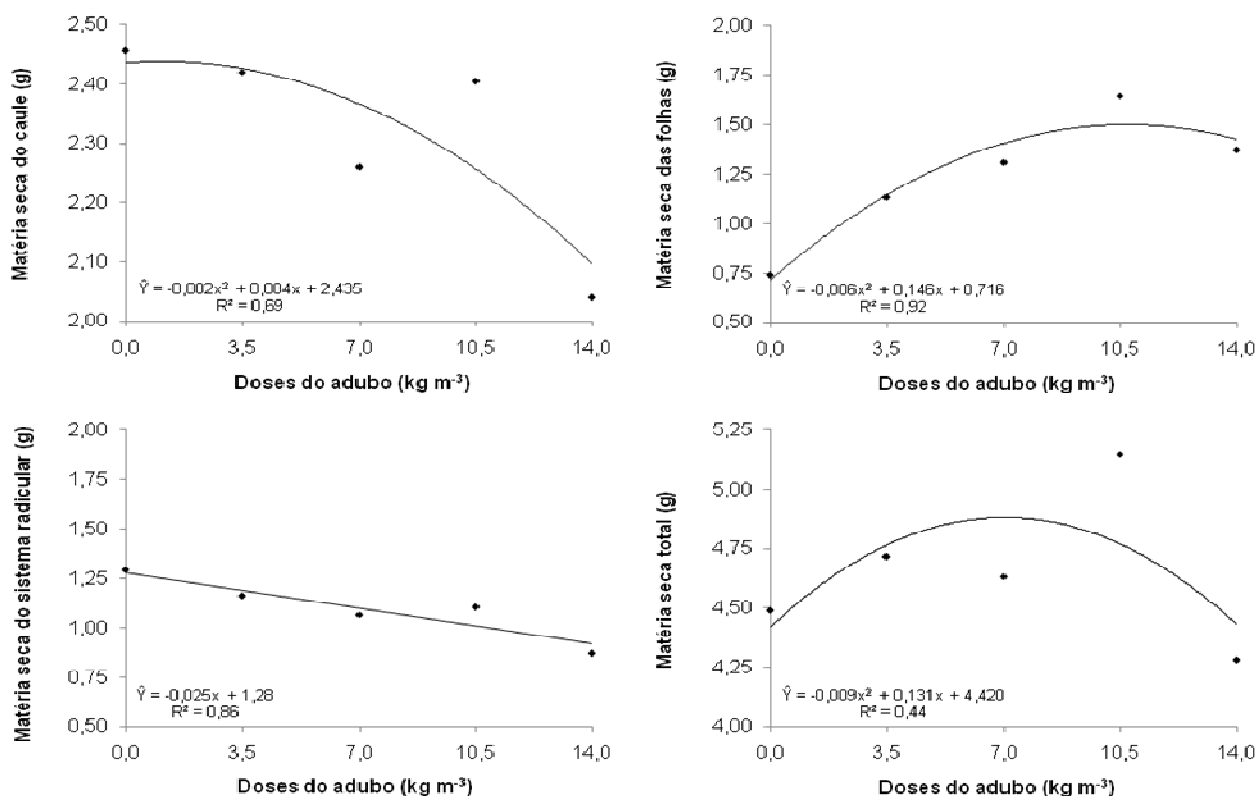 Matéria seca do caule (g)
2,50
2,40
2,30
2,20
2,10
2,00
Ŷ = -0,002x² + 0,004x + 2,435
R² = 0,69
0,0 3,5 7,0 10,5 14,0
Doses do adubo (kg m⁻³)
Matéria seca das folhas (g)
2,00
1,75
1,50
1,25
1,00
0,75
0,50
Ŷ = -0,006x² + 0,146x + 0,716
R² = 0,92
0,0 3,5 7,0 10,5 14,0
Doses do adubo (kg m⁻³)
Matéria seca do sistema radicular (g)
2,00
1,75
1,50
1,25
1,00
0,75
0,50
Ŷ = -0,025x + 1,28
R² = 0,86
0,0 3,5 7,0 10,5 14,0
Doses do adubo (kg m⁻³)
Matéria seca total (g)
5,25
5,00
4,75
4,50
4,25
4,00
Ŷ = -0,009x² + 0,131x + 4,420
R² = 0,44
0,0 3,5 7,0 10,5 14,0
Doses do adubo (kg m⁻³)